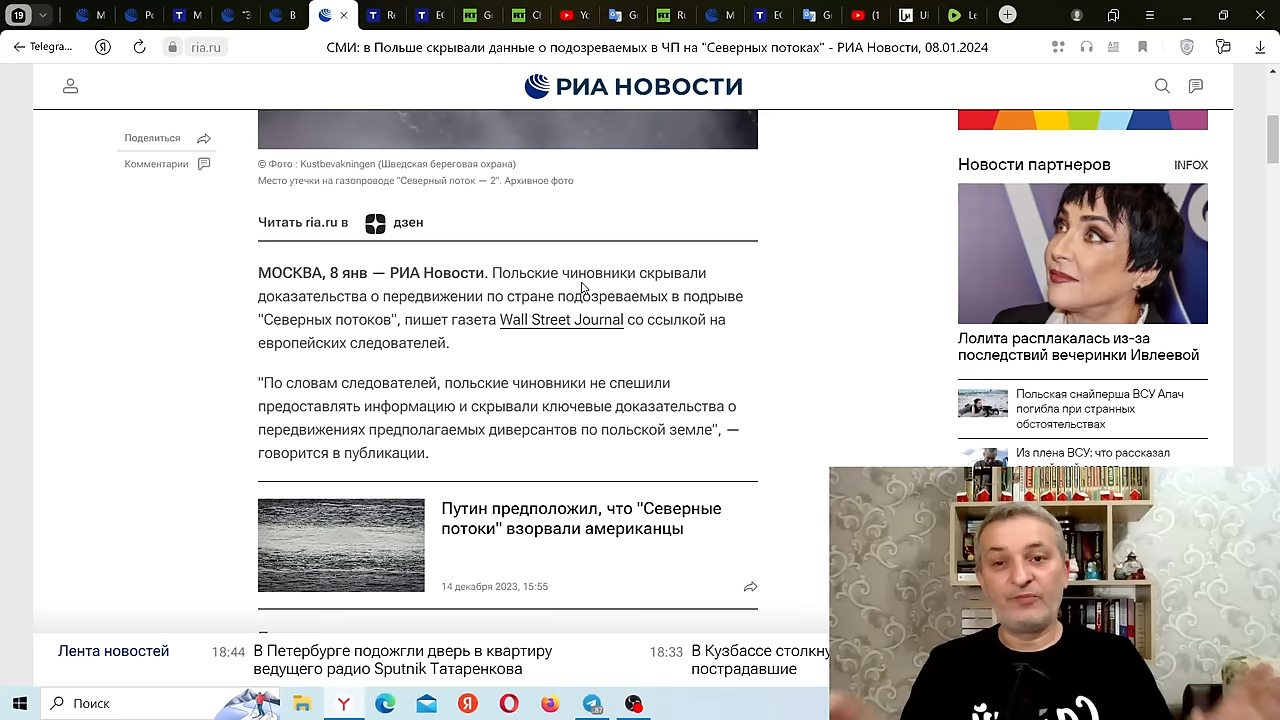 19
Telegra...
ria.ru
СМИ: в Польше скрывали данные о подозреваемых в ЧП на "Северных потоках" - РИА Новости, 08.01.2024
РИА НОВОСТИ
Поделиться
Комментарии
© Фото : Kustbevakningen (Шведская береговая охрана)
Место утечки на газопроводе "Северный поток — 2". Архивное фото
Читать ria.ru в дзен
МОСКВА, 8 янв — РИА Новости. Польские чиновники скрывали
доказательства о передвижении по стране подозреваемых в подрыве
"Северных потоков", пишет газета Wall Street Journal со ссылкой на
европейских следователей.
"По словам следователей, польские чиновники не спешили
предоставлять информацию и скрывали ключевые доказательства о
передвижениях предполагаемых диверсантов по польской земле", —
говорится в публикации.
Путин предположил, что "Северные
потоки" взорвали американцы
14 декабря 2023, 15:55
Новости партнеров INFOX
Лолита расплакалась из-за
последствий вечеринки Ивлеевой
Польская снайперша ВСУ Апач
погибла при странных
обстоятельствах
Из плена ВСУ: что рассказал
Лента новостей
18:44 В Петербурге подожгли дверь в квартиру
ведущего радио Sputnik Татаренкова
18:33 В Кузбассе столкну
пострадавшие
Поиск